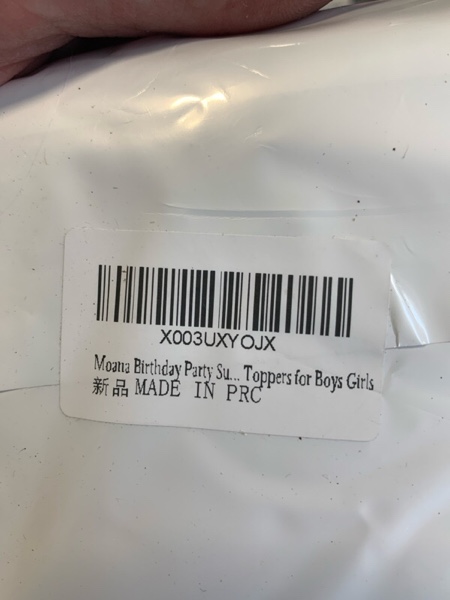 X003UXYOJX
Moana Birthday Party Su... Toppers for Boys Girls
新品 MADE IN PRC